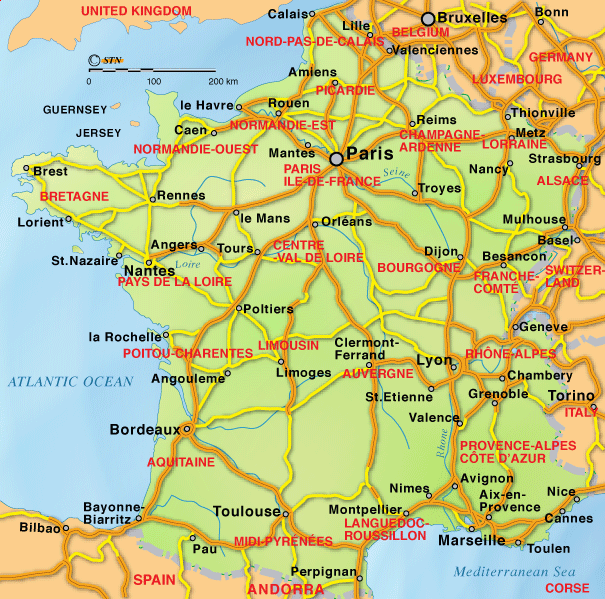 UNITED KINGDOM
Calais
Bruxelles
Bonn
Lille
BELGIUM
NORD-PAS-DE-CALAIS
Valenciennes
GERMANY
© STN
0 100 200 km
Amiens
PICARDIE
LUXEMBOURG
GUERNSEY
le Havre
Rouen
Thionville
JERSEY
Caen
NORMANDIE-EST
Reims
Metz
CHAMPAGNE-
ARDENNE
LORRAINE
NORMANDIE-OUEST
Mantes
Paris
Strasbourg
Brest
PARIS
ILE-DE-FRANCE
Seine
Nancy
ALSACE
BRETAGNE
Rennes
Troyes
Lorient
le Mans
Orléans
Mulhouse
Basel
Angers
Tours
CENTRE
-VAL DE LOIRE
Dijon
Besancon
St.Nazaire
Nantes
Loire
BOURGOGNE
FRANCHE-
COMTÉ
SWITZER-
LAND
PAYS DE LA LOIRE
Poltiers
Geneve
la Rochelle
LIMOUSIN
Clermont-
Ferrand
POITOU-CHARENTES
Lyon
RHÔNE-ALPES
ATLANTIC OCEAN
Angouleme
Limoges
AUVERGNE
Chambery
St.Etienne
Grenoble
Torino
ITALY
Valence
Bordeaux
Rhone
PROVENCE-ALPES
CÔTE D'AZUR
AQUITAINE
Avignon
Nimes
Aix-en-
Provence
Nice
Bayonne-
Biarritz
Toulouse
Montpellier
Cannes
Bilbao
LANGUEDOC-
ROUSSILLON
Marseille
Pau
MIDI-PYRÉNÉES
Toulen
Perpignan
Mediterranean Sea
SPAIN
ANDORRA
CORSE